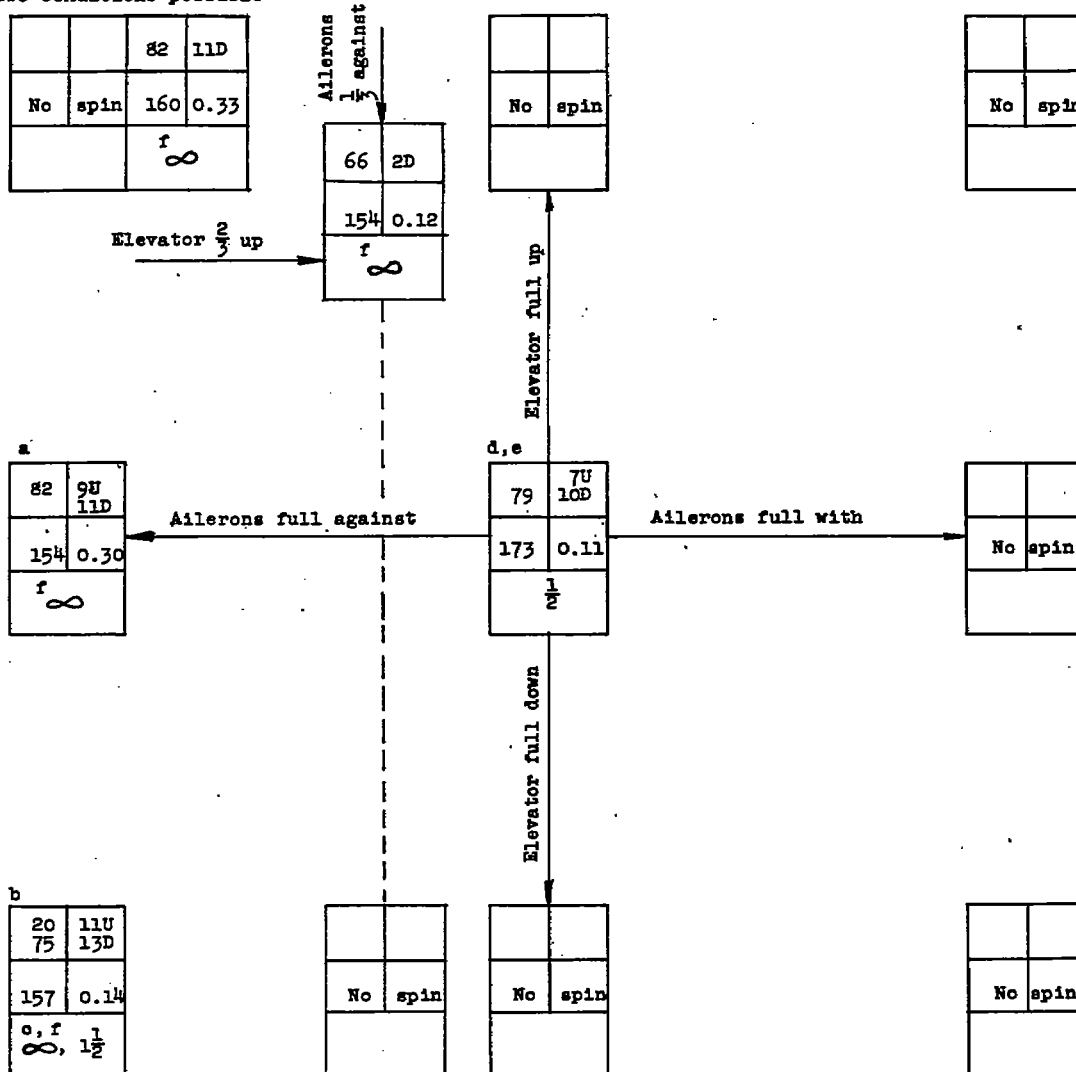 82 11D
No spin 160 0.33
f
∞
Ailerons
1/3 against
66 2D
154 0.12
f
∞
Elevator 2/3 up
No spin
No spin
Elevator full up
a
82 9U
11D
154 0.30
f
∞
Ailerons full against
d,e
79 7U
10D
173 0.11
1/2
Ailerons full with
No spin
Elevator full down
b
20 11U
75 13D
157 0.14
c, f
∞, 1 1/2
No spin
No spin
No spin